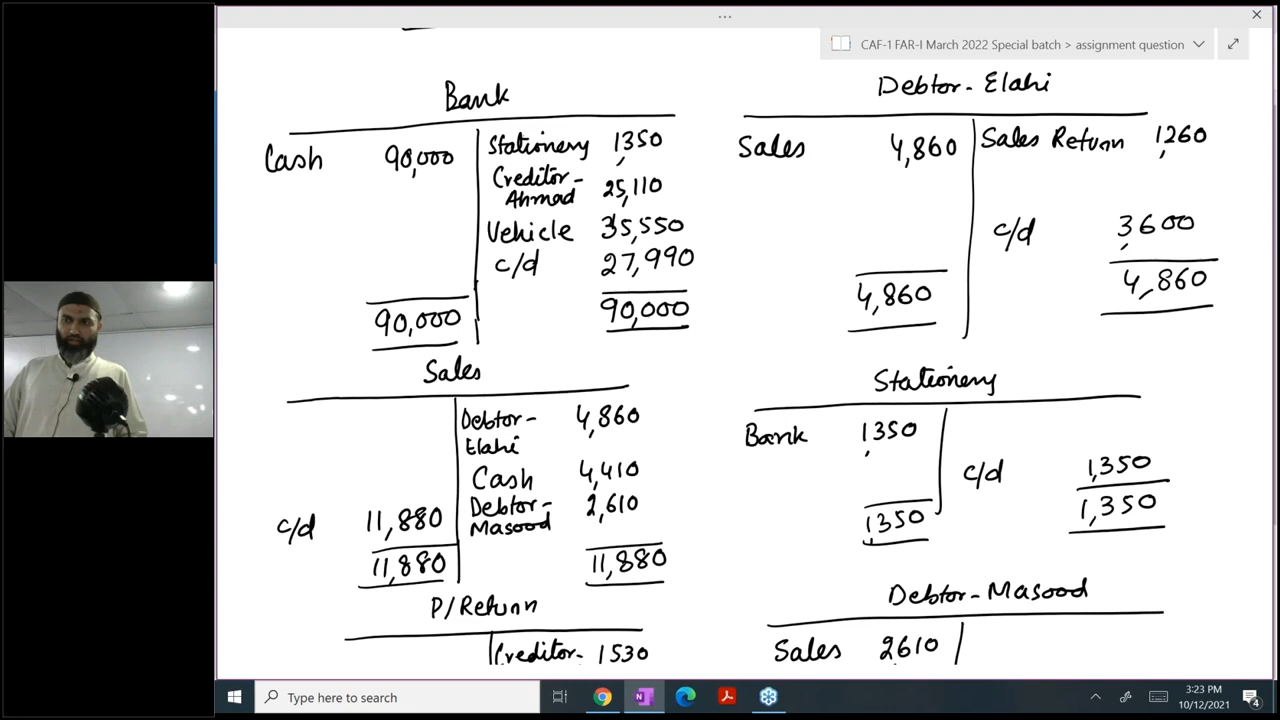 CAF-1 FAR-I March 2022 Special batch > assignment question
Bank
Cash 90,000
Stationery 1350
Creditor-
Ahmad 25,110
Vehicle 35,550
c/d 27,990
90,000 90,000
Debtor - Elahi
Sales 4,860
Sales Return 1260
c/d 3600
4,860 4,860
Sales
Debtor- 4,860
Elahi
Cash 4,410
Debtor- 2,610
Masood
c/d 11,880
11,880 11,880
Stationery
Bank 1350
c/d 1,350
1350 1,350
P/Return
Creditor- 1530
Debtor-Masood
Sales 2610
Type here to search
3:23 PM
10/12/2021
4